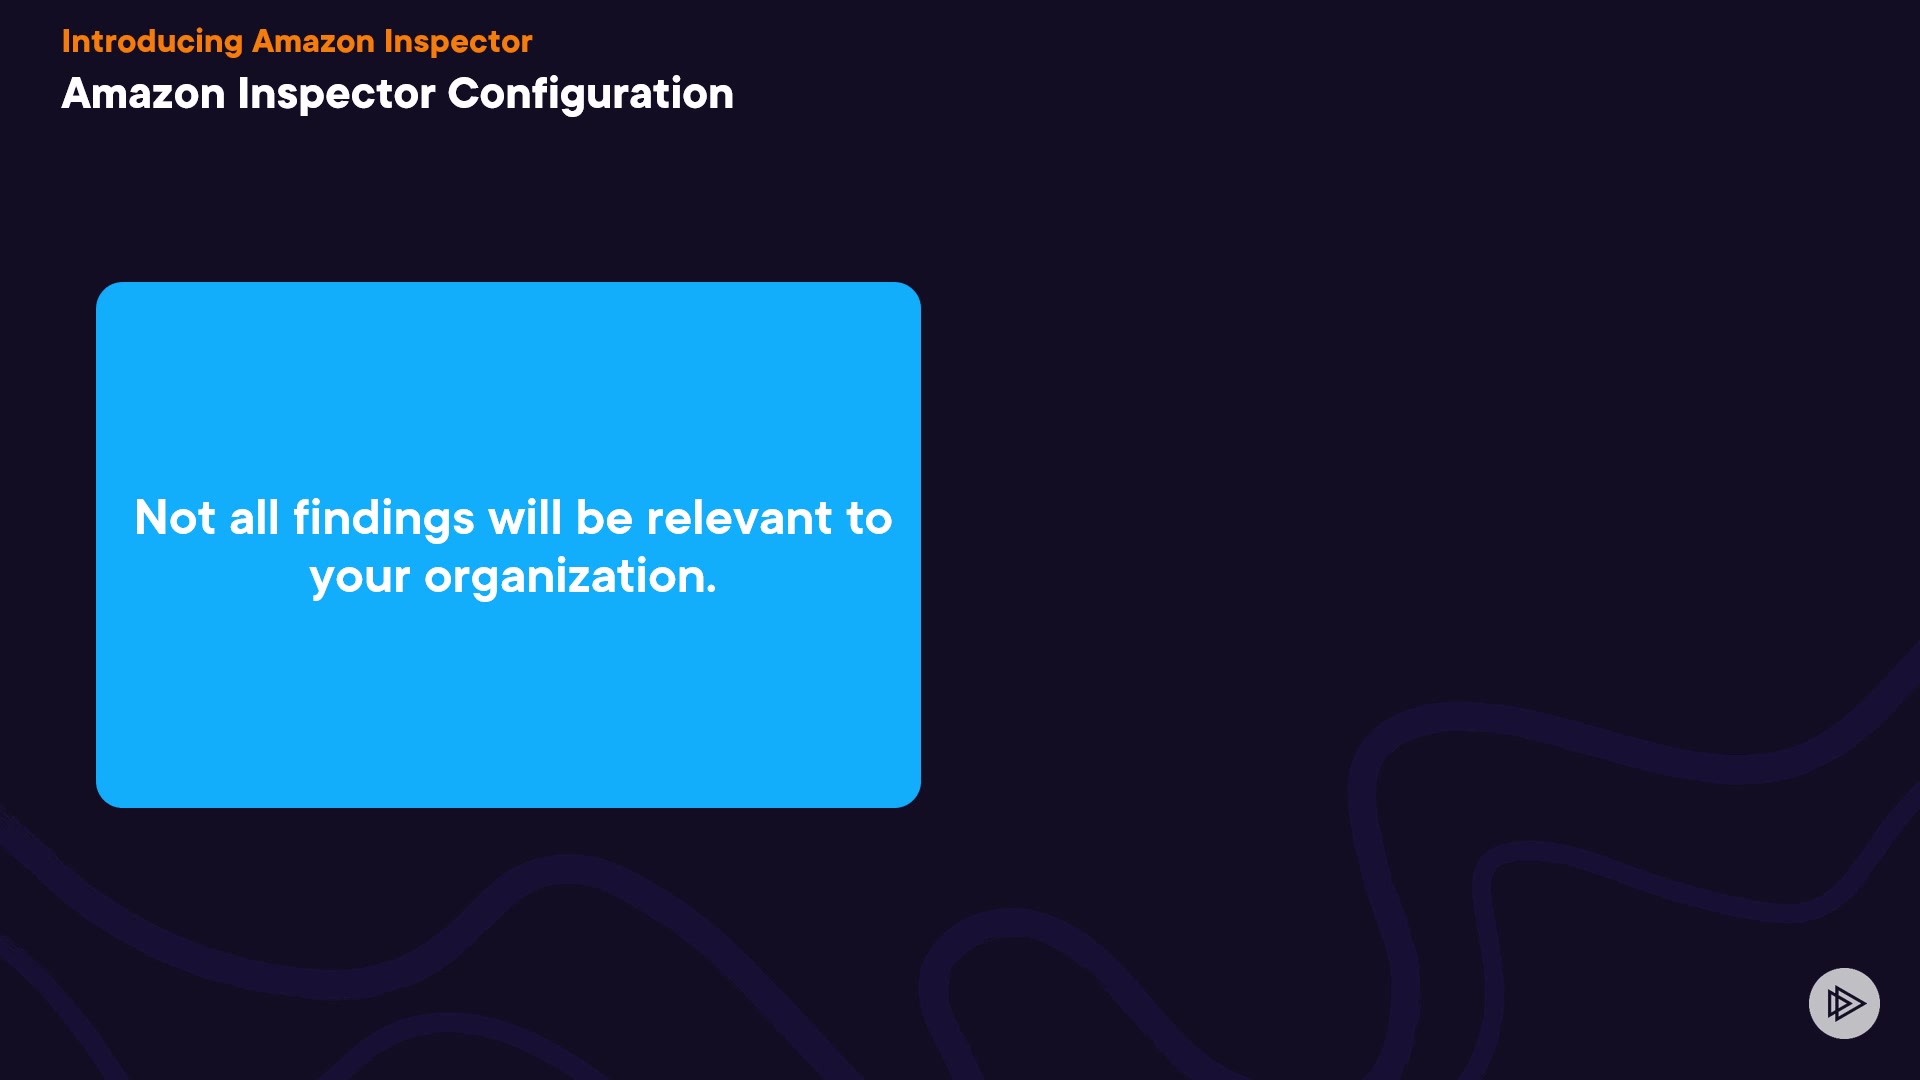 Introducing Amazon Inspector
Amazon Inspector Configuration
Not all findings will be relevant to
your organization.